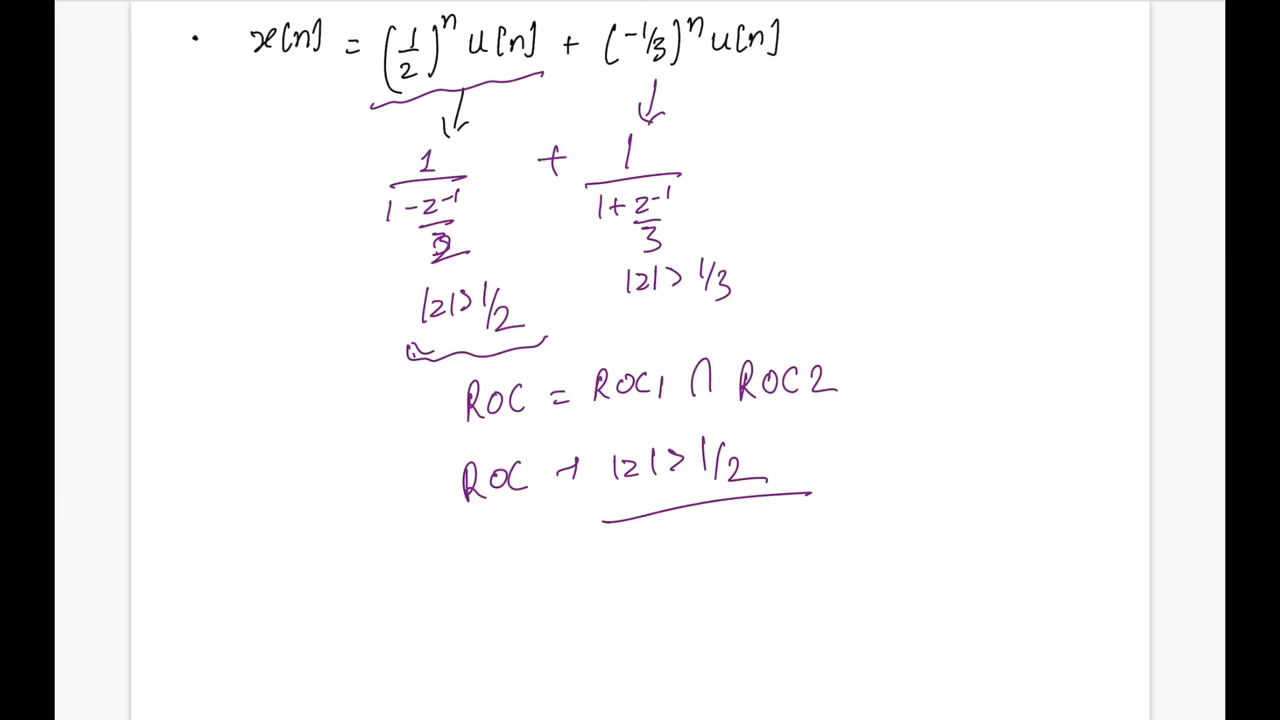 • x[n] = (1/2)^n u[n] + (-1/3)^n u[n]
1/(1 - z^-1/2) + 1/(1 + z^-1/3)
|z| > 1/2 |z| > 1/3
ROC = ROC1 ∩ ROC2
ROC → |z| > 1/2